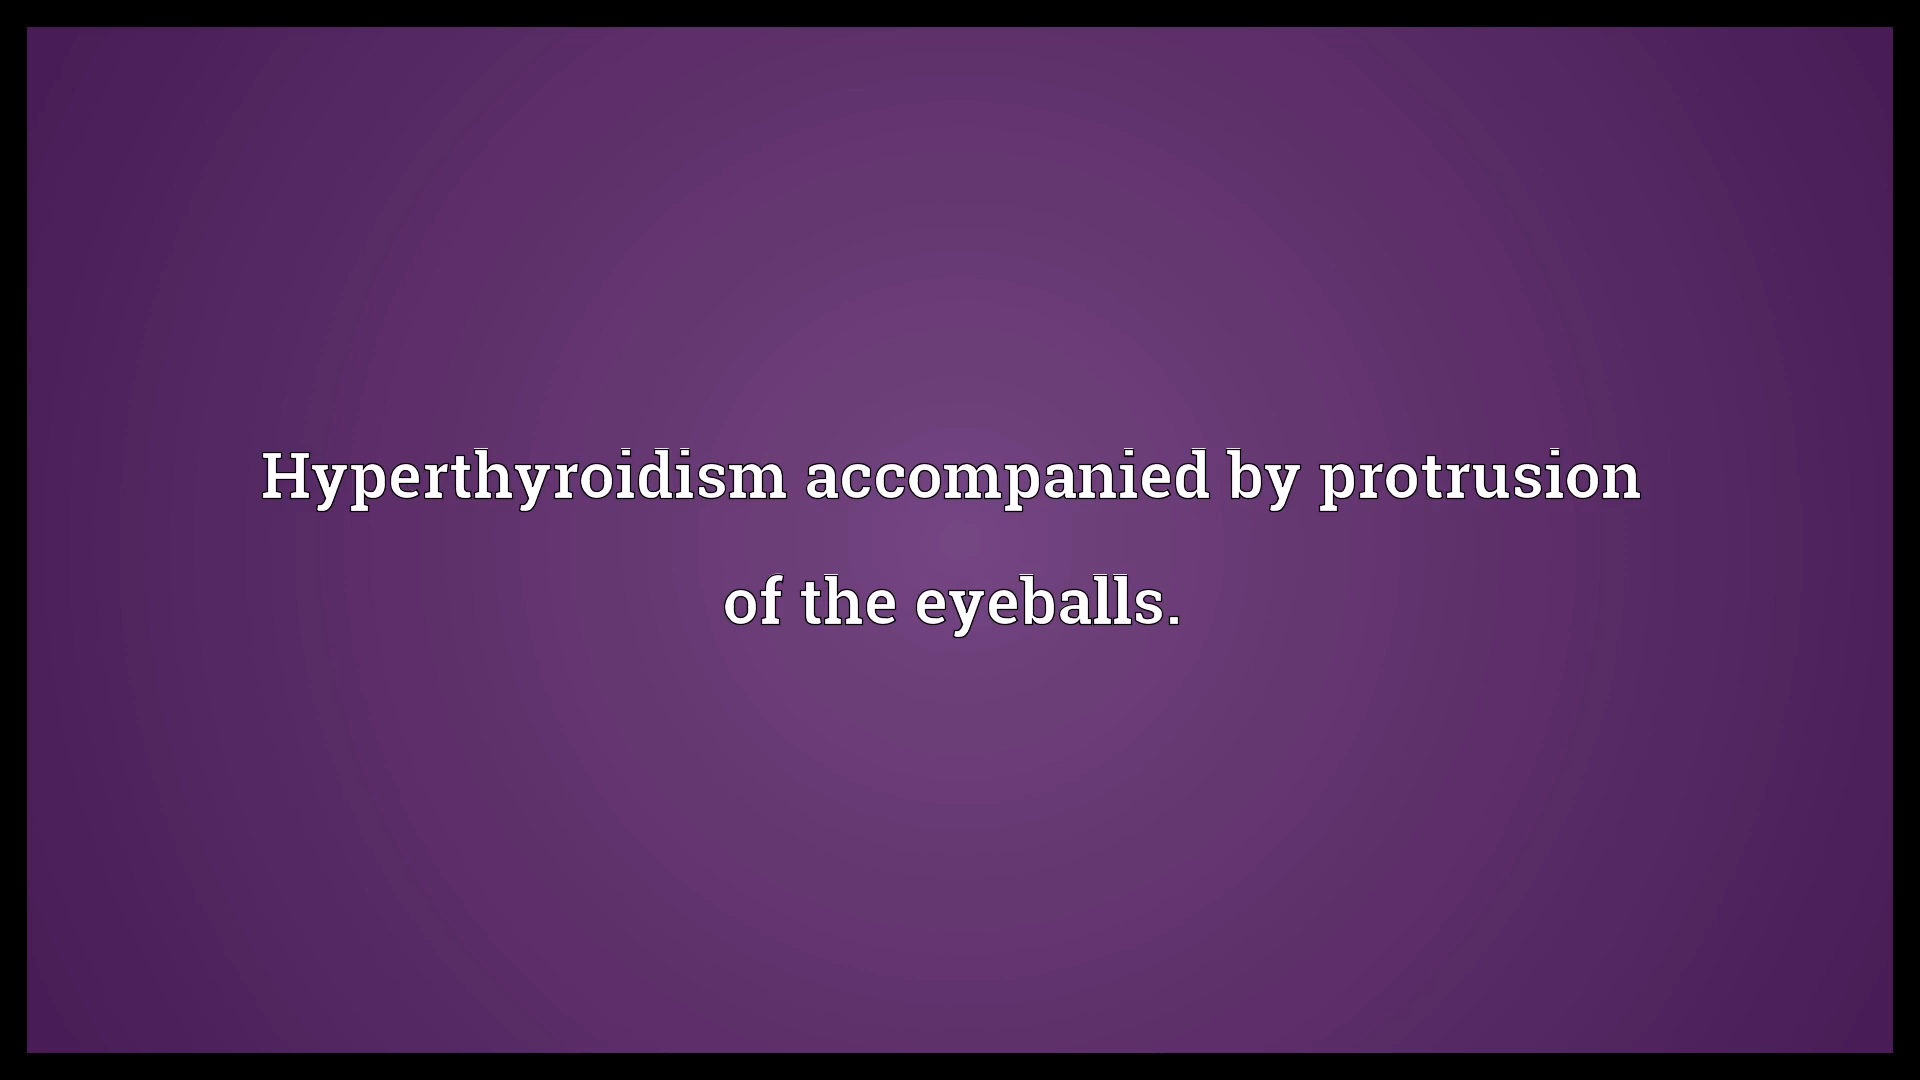 Hyperthyroidism accompanied by protrusion
of the eyeballs.